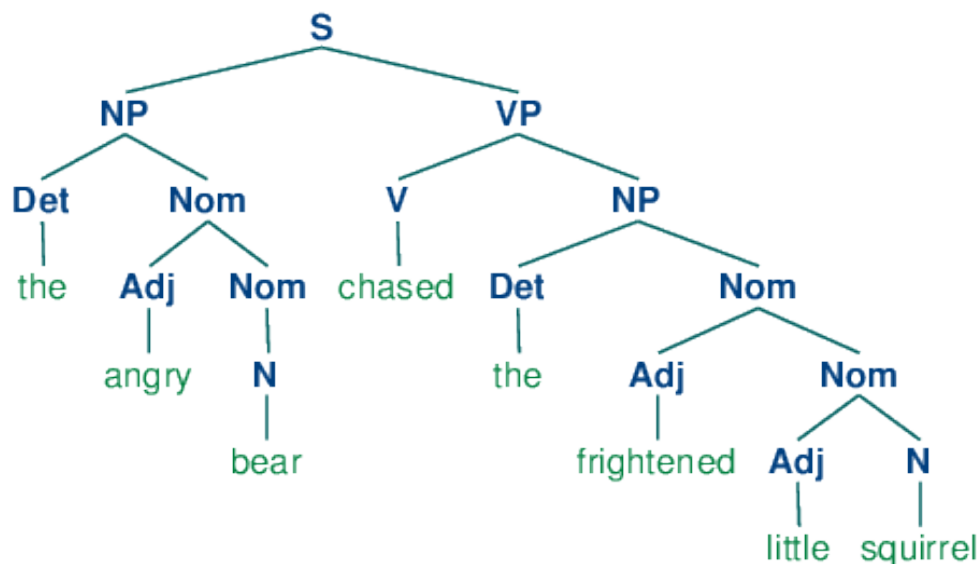 S
NP VP
Det Nom V NP
the Adj Nom chased Det Nom
angry N the Adj Nom
bear frightened Adj N
little squirrel